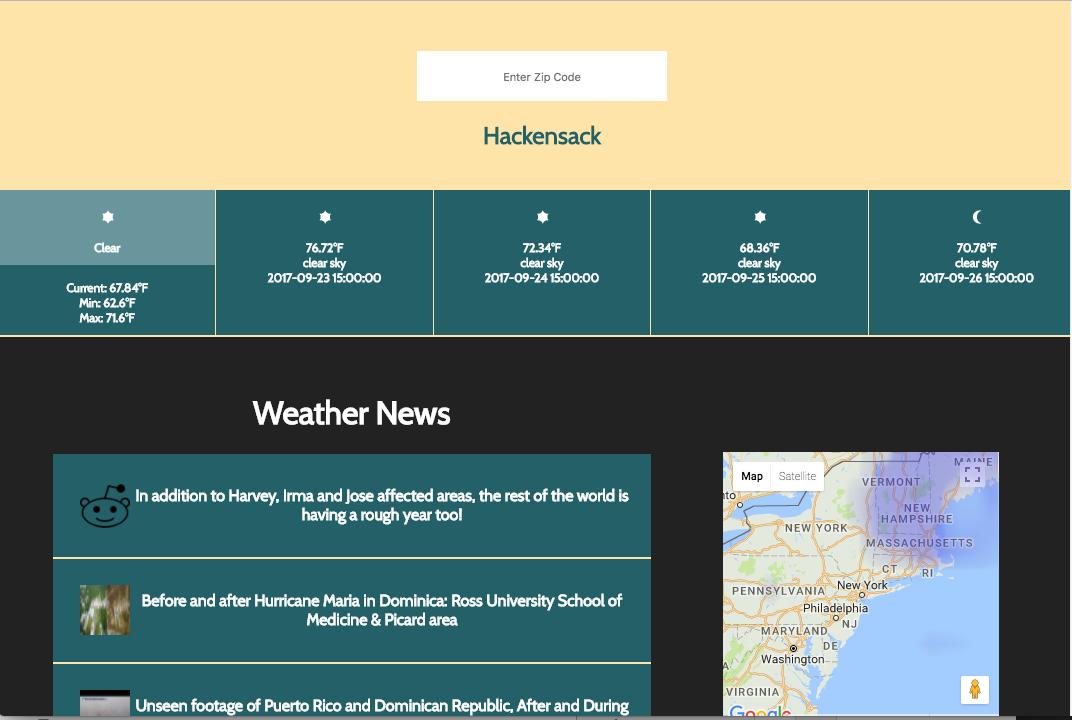 Enter Zip Code
Hackensack
Clear
Current: 67.84°F
Min: 62.6°F
Max: 71.6°F
76.72°F
clear sky
2017-09-23 15:00:00
72.34°F
clear sky
2017-09-24 15:00:00
68.36°F
clear sky
2017-09-25 15:00:00
70.78°F
clear sky
2017-09-26 15:00:00
Weather News
In addition to Harvey, Irma and Jose affected areas, the rest of the world is
having a rough year too!
Before and after Hurricane Maria in Dominica: Ross University School of
Medicine & Picard area
Unseen footage of Puerto Rico and Dominican Republic, After and During
Map
Satellite
MAINE
VERMONT
nto
NEW
HAMPSHIRE
NEW YORK
MASSACHUSETTS
CT
RI
PENNSYLVANIA
New York
Philadelphia
NJ
MARYLAND
DE
Washington
VIRGINIA
Google